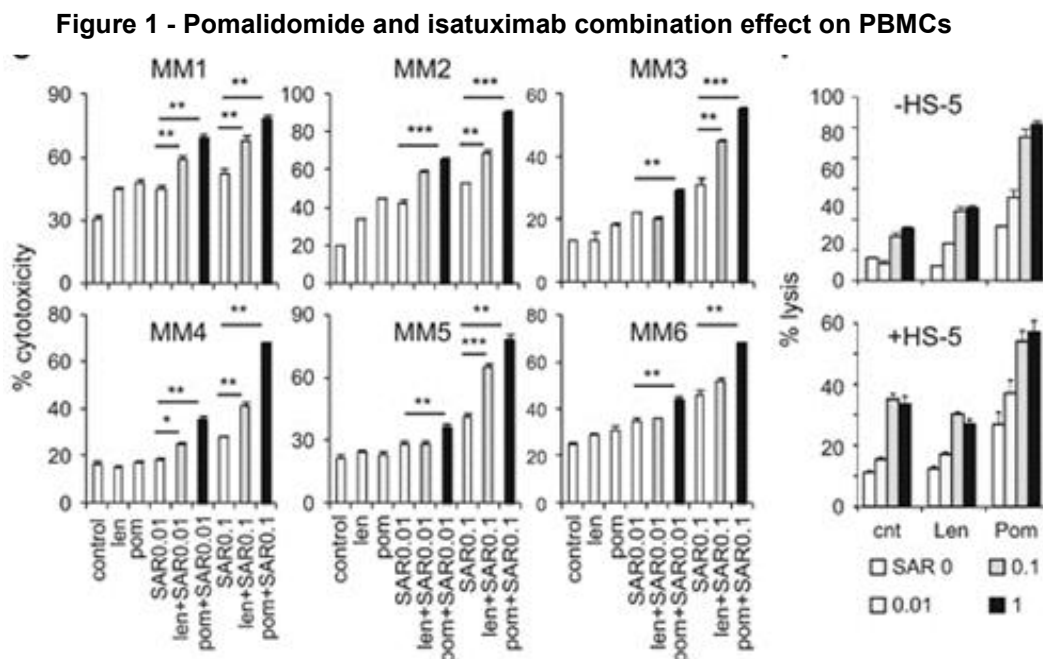 Figure 1 - Pomalidomide and isatuximab combination effect on PBMCs
MM1
MM2
MM3
-HS-5
90
60
30
0
100
80
60
40
20
0
60
40
20
0
100
80
60
40
20
0
** ** ** **
*** ** ***
** ** ***
% cytotoxicity
% lysis
MM4
MM5
MM6
+HS-5
80
60
40
20
0
90
60
30
0
80
60
40
20
0
60
40
20
0
* ** ** **
** *** **
** **
control
len
pom
SAR0.01
len+SAR0.01
pom+SAR0.01
SAR0.1
len+SAR0.1
pom+SAR0.1
control
len
pom
SAR0.01
len+SAR0.01
pom+SAR0.01
SAR0.1
len+SAR0.1
pom+SAR0.1
control
len
pom
SAR0.01
len+SAR0.01
pom+SAR0.01
SAR0.1
len+SAR0.1
pom+SAR0.1
cnt Len Pom
SAR 0 0.1
0.01 1